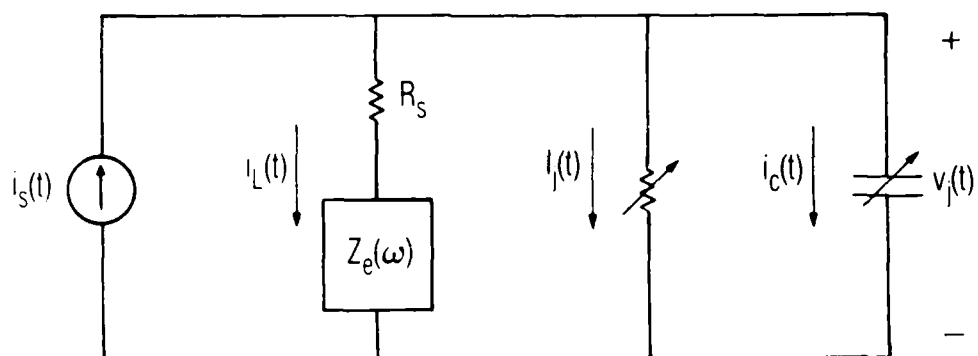 +
R_s
i_s(t)
i_L(t)
i_j(t)
i_c(t)
v_j(t)
Z_e(ω)
−